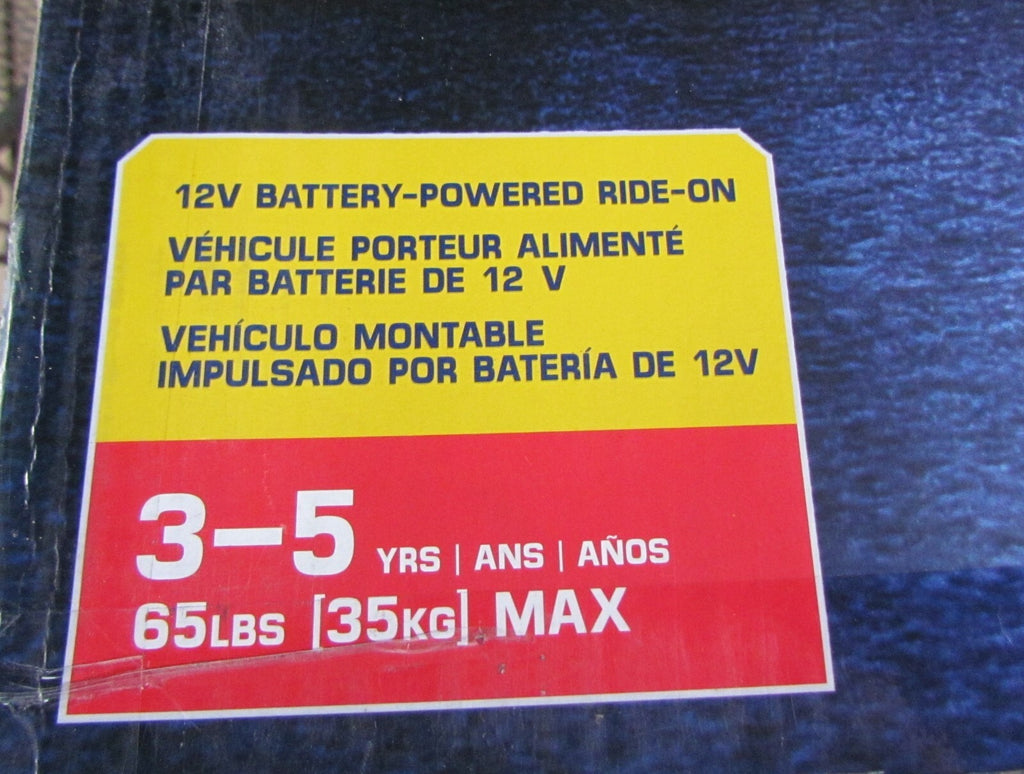 12V BATTERY-POWERED RIDE-ON
VÉHICULE PORTEUR ALIMENTÉ
PAR BATTERIE DE 12 V
VEHÍCULO MONTABLE
IMPULSADO POR BATERÍA DE 12V
3–5 YRS | ANS | AÑOS
65LBS [35KG] MAX